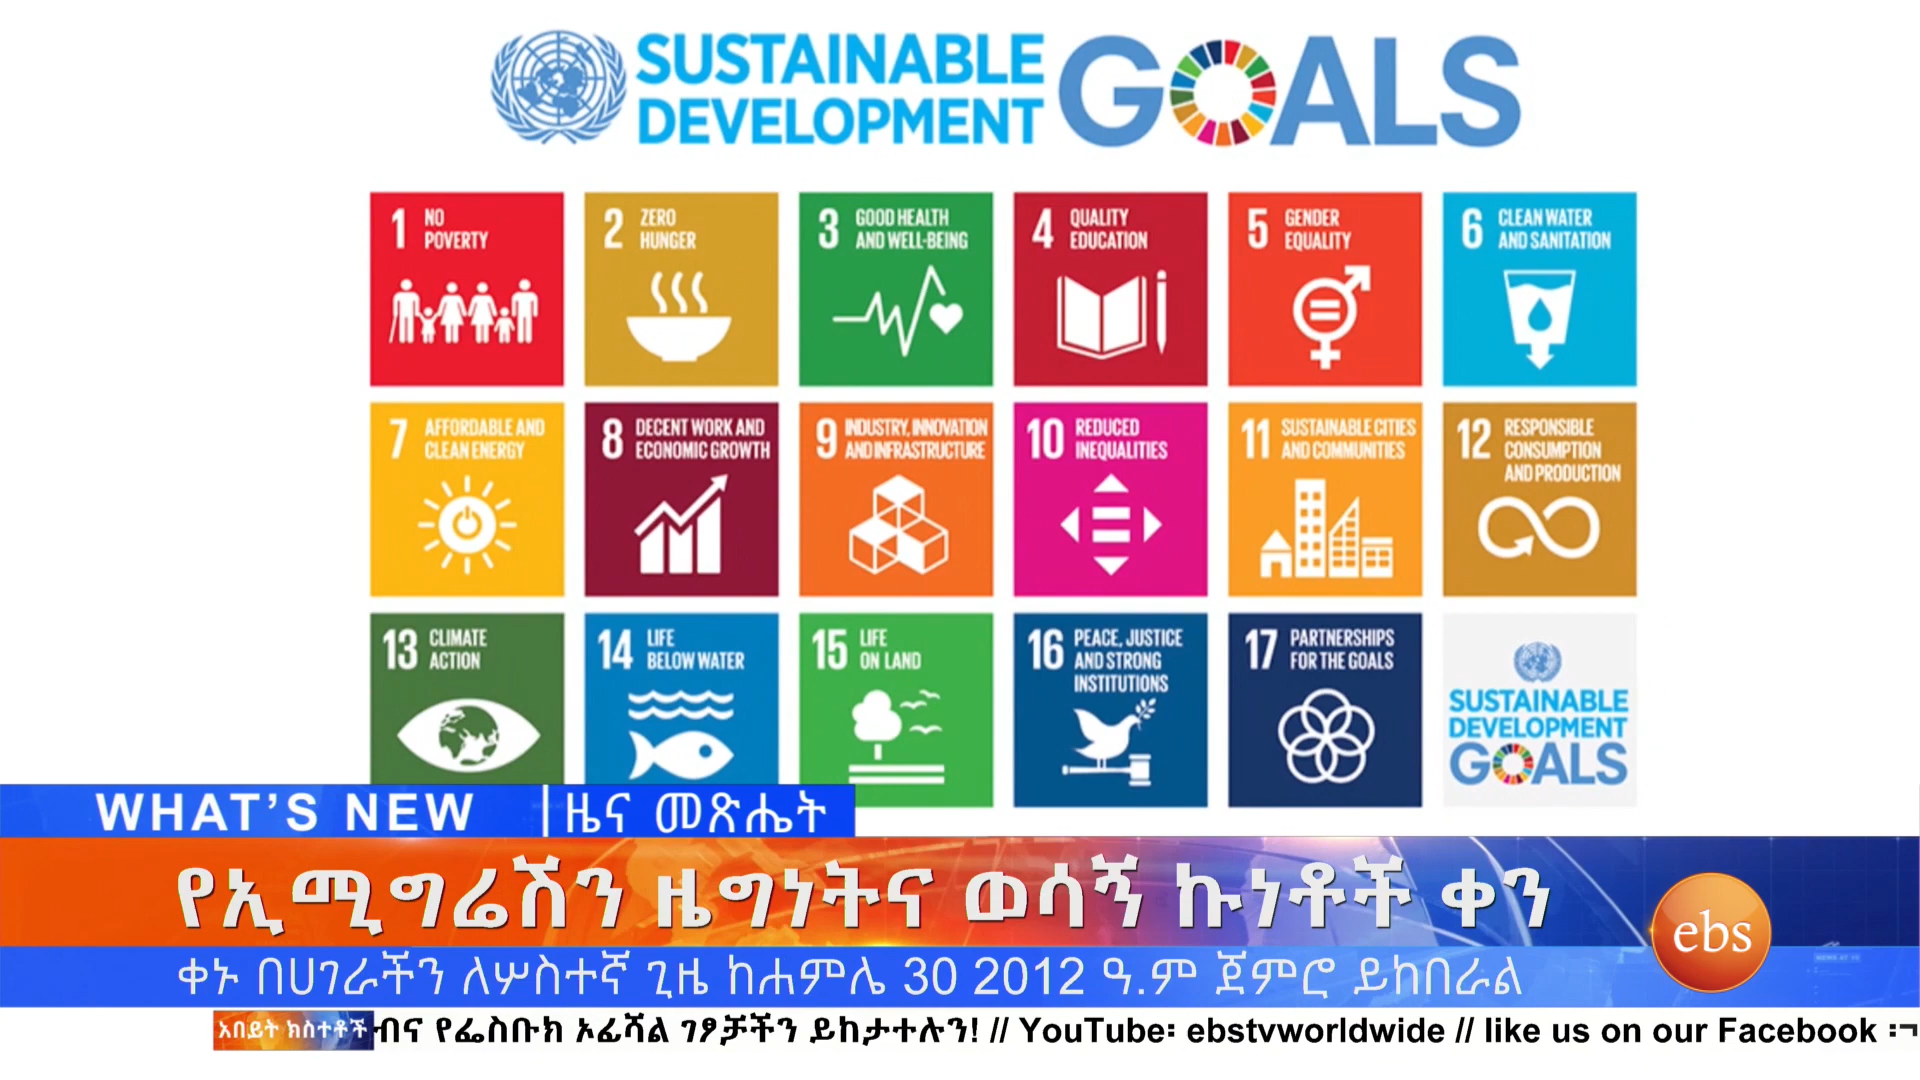 SUSTAINABLE
DEVELOPMENT
GOALS
1 NO
POVERTY
2 ZERO
HUNGER
3 GOOD HEALTH
AND WELL-BEING
4 QUALITY
EDUCATION
5 GENDER
EQUALITY
6 CLEAN WATER
AND SANITATION
7 AFFORDABLE AND
CLEAN ENERGY
8 DECENT WORK AND
ECONOMIC GROWTH
9 INDUSTRY, INNOVATION
AND INFRASTRUCTURE
10 REDUCED
INEQUALITIES
11 SUSTAINABLE CITIES
AND COMMUNITIES
12 RESPONSIBLE
CONSUMPTION
AND PRODUCTION
13 CLIMATE
ACTION
14 LIFE
BELOW WATER
15 LIFE
ON LAND
16 PEACE, JUSTICE
AND STRONG
INSTITUTIONS
17 PARTNERSHIPS
FOR THE GOALS
SUSTAINABLE
DEVELOPMENT
GOALS
WHAT'S NEW |ዜና መጽሔት
የኢሚግሬሽን ዜግነትና ወሳኝ ኩነቶች ቀን
ebs
ቀኑ በሀገራችን ለሦስተኛ ጊዜ ከሐምሌ 30 2012 ዓ.ም ጀምሮ ይከበራል
አበይት ክስተቶች
ብና የፌስቡክ ኦፊሻል ገፆቻችን ይከታተሉን! // YouTube፡ ebstvworldwide // like us on our Facebook